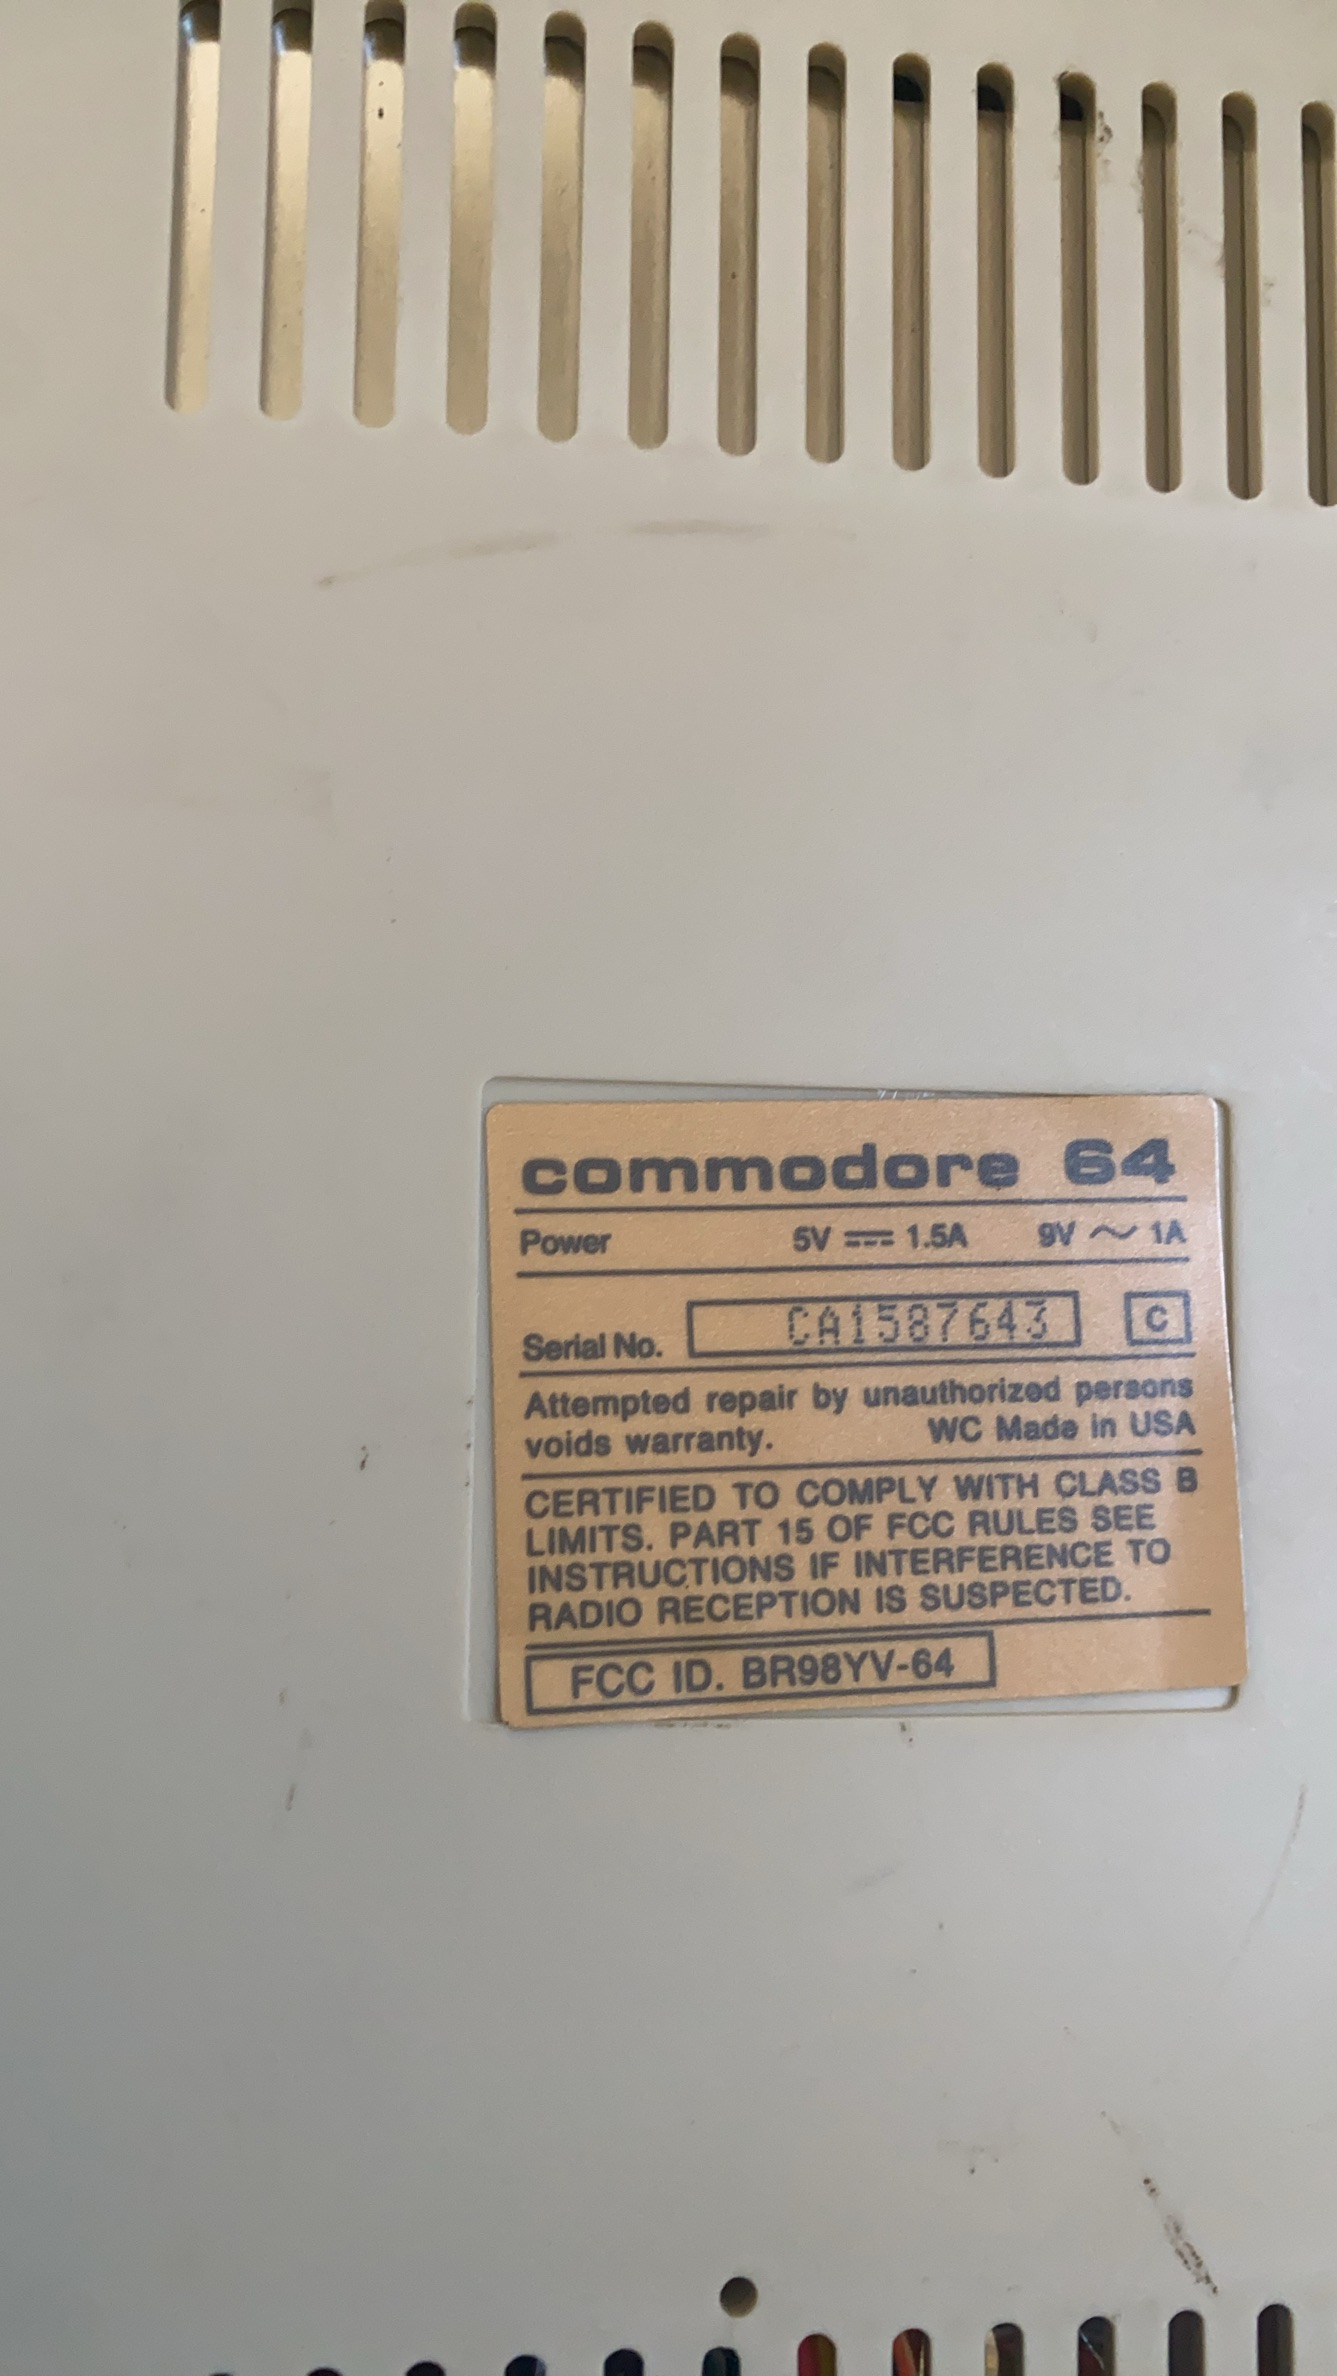 commodore 64
Power 5V ⎓ 1.5A 9V ~ 1A
Serial No. CA1587643 C
Attempted repair by unauthorized persons
voids warranty. WC Made in USA
CERTIFIED TO COMPLY WITH CLASS B
LIMITS. PART 15 OF FCC RULES SEE
INSTRUCTIONS IF INTERFERENCE TO
RADIO RECEPTION IS SUSPECTED.
FCC ID. BR98YV-64